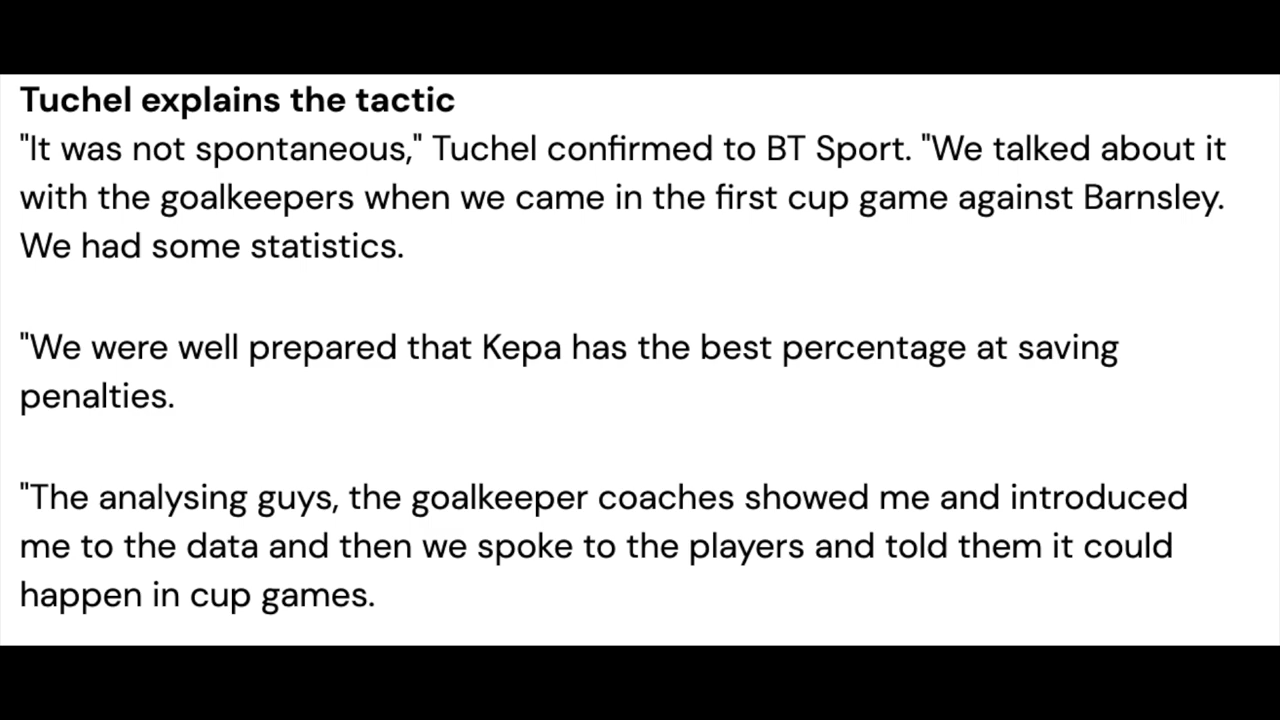 Tuchel explains the tactic
"It was not spontaneous," Tuchel confirmed to BT Sport. "We talked about it
with the goalkeepers when we came in the first cup game against Barnsley.
We had some statistics.
"We were well prepared that Kepa has the best percentage at saving
penalties.
"The analysing guys, the goalkeeper coaches showed me and introduced
me to the data and then we spoke to the players and told them it could
happen in cup games.